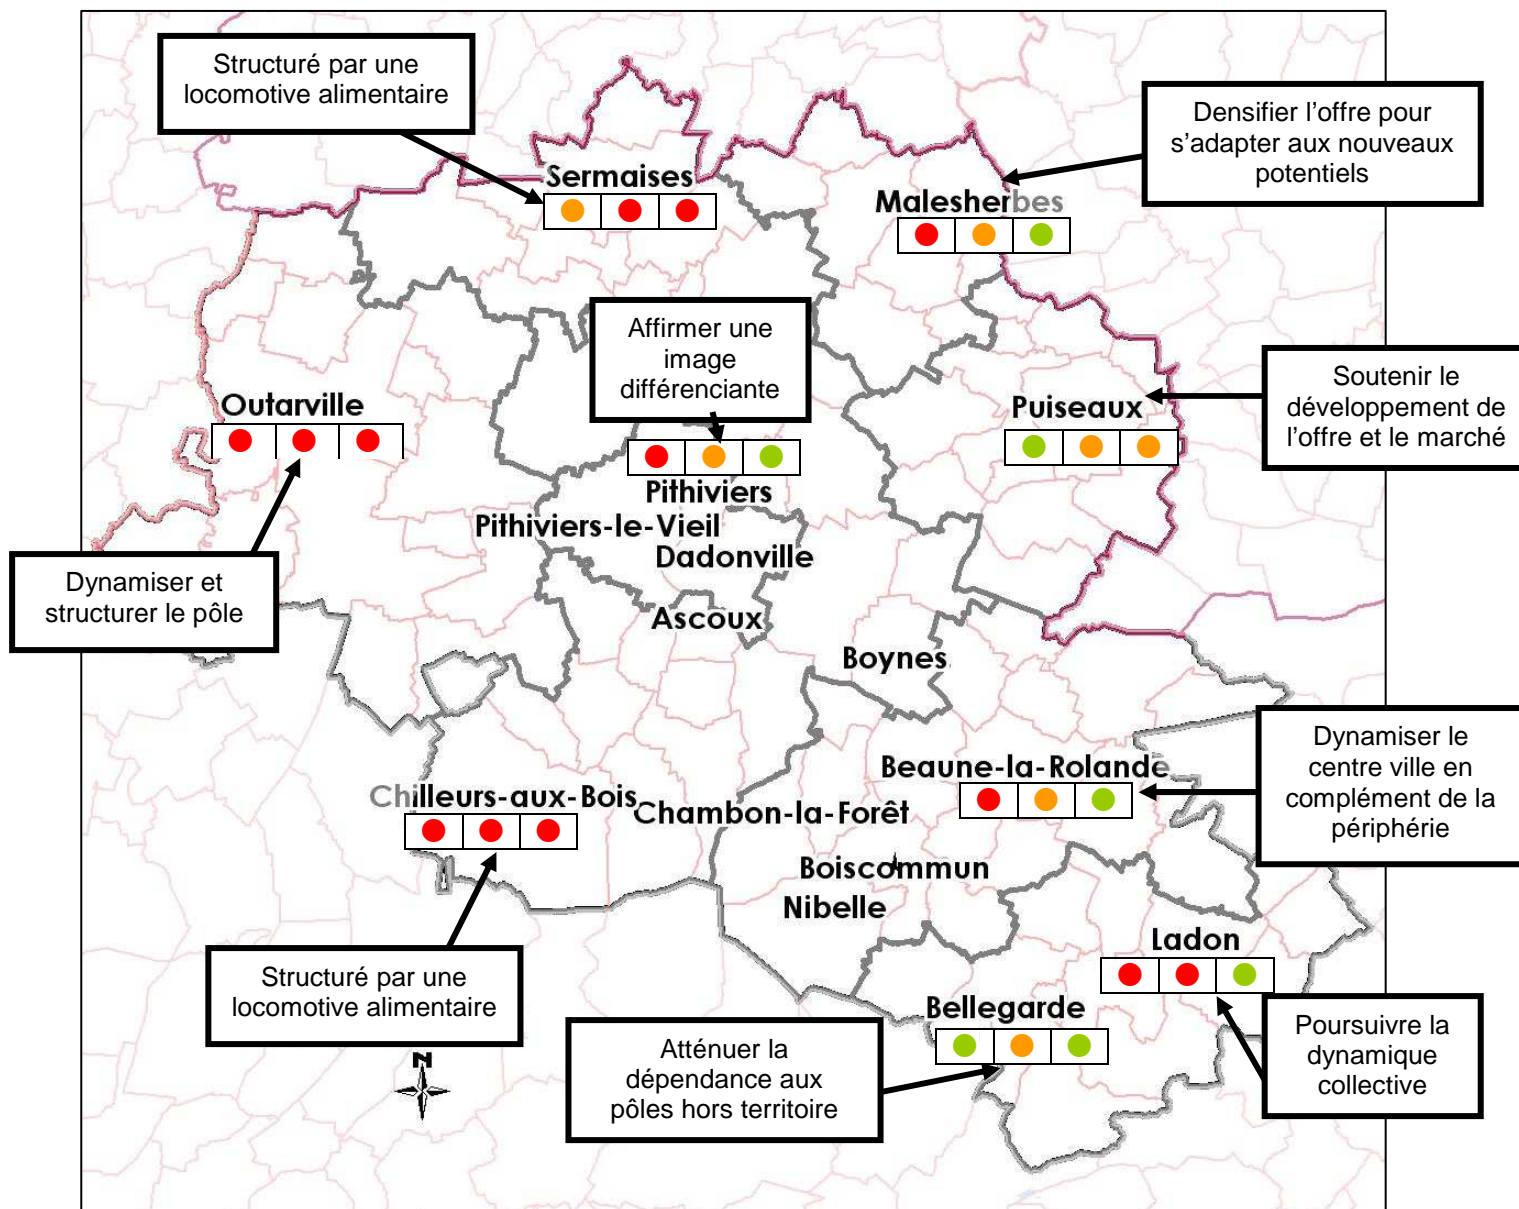 Structuré par une
locomotive alimentaire
Densifier l'offre pour
s'adapter aux nouveaux
potentiels
Sermaises
Malesherbes
Affirmer une
image
différenciante
Soutenir le
développement de
l'offre et le marché
Outarville
Puiseaux
Pithiviers
Pithiviers-le-Vieil
Dadonville
Dynamiser et
structurer le pôle
Ascoux
Boynes
Dynamiser le
centre ville en
complément de la
périphérie
Beaune-la-Rolande
Chilleurs-aux-Bois
Chambon-la-Forêt
Boiscommun
Nibelle
Ladon
Structuré par une
locomotive alimentaire
Bellegarde
Poursuivre la
dynamique
collective
Atténuer la
dépendance aux
pôles hors territoire
N